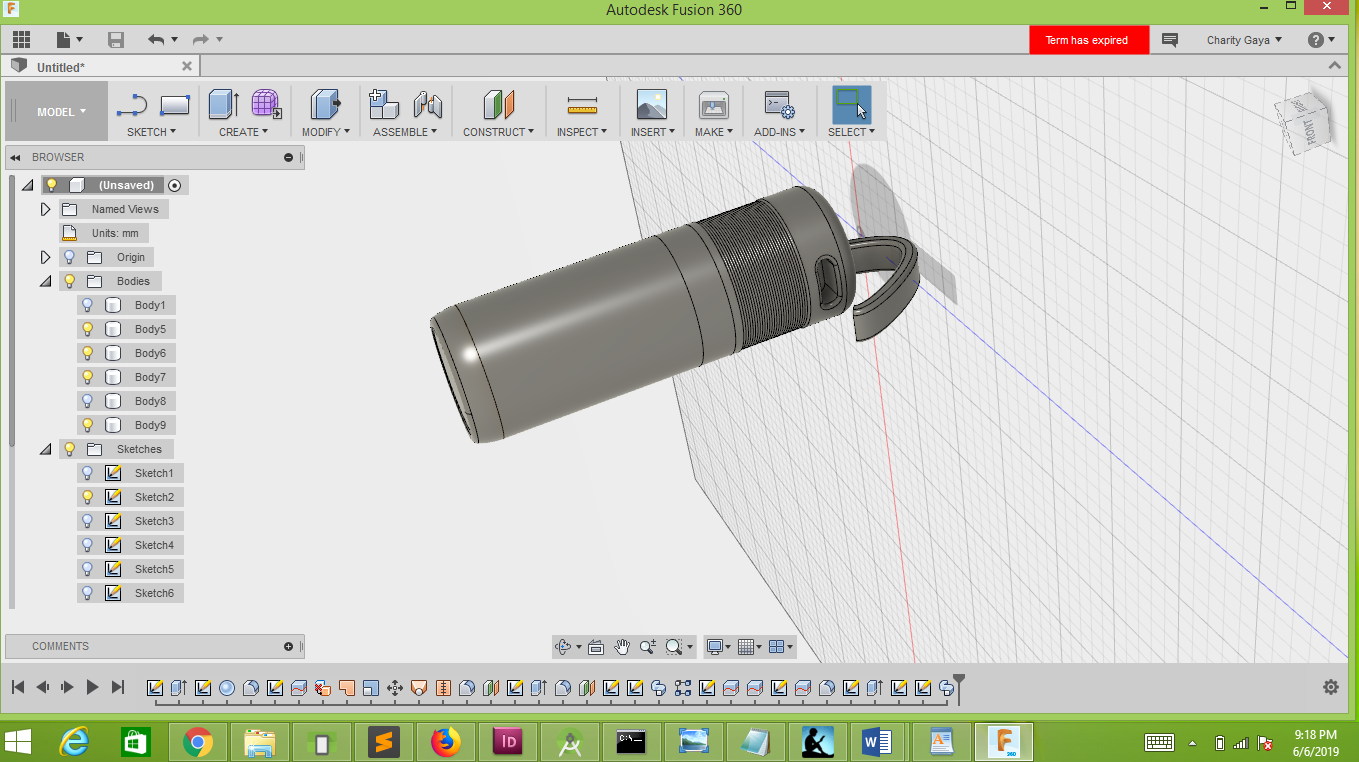 Autodesk Fusion 360
Term has expired
Charity Gaya
Untitled*
MODEL
SKETCH
CREATE
MODIFY
ASSEMBLE
CONSTRUCT
INSPECT
INSERT
MAKE
ADD-INS
SELECT
FRONT
BROWSER
(Unsaved)
Named Views
Units: mm
Origin
Bodies
Body1
Body5
Body6
Body7
Body8
Body9
Sketches
Sketch1
Sketch2
Sketch3
Sketch4
Sketch5
Sketch6
COMMENTS
9:18 PM
6/6/2019